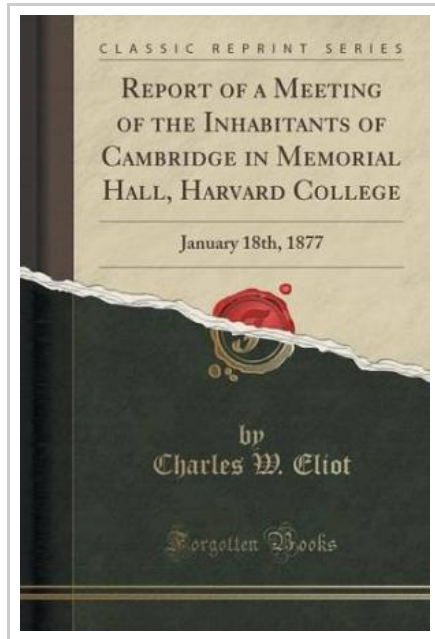 CLASSIC REPRINT SERIES
REPORT OF A MEETING
OF THE INHABITANTS OF
CAMBRIDGE IN MEMORIAL
HALL, HARVARD COLLEGE
January 18th, 1877
by
Charles W. Eliot
Forgotten Books